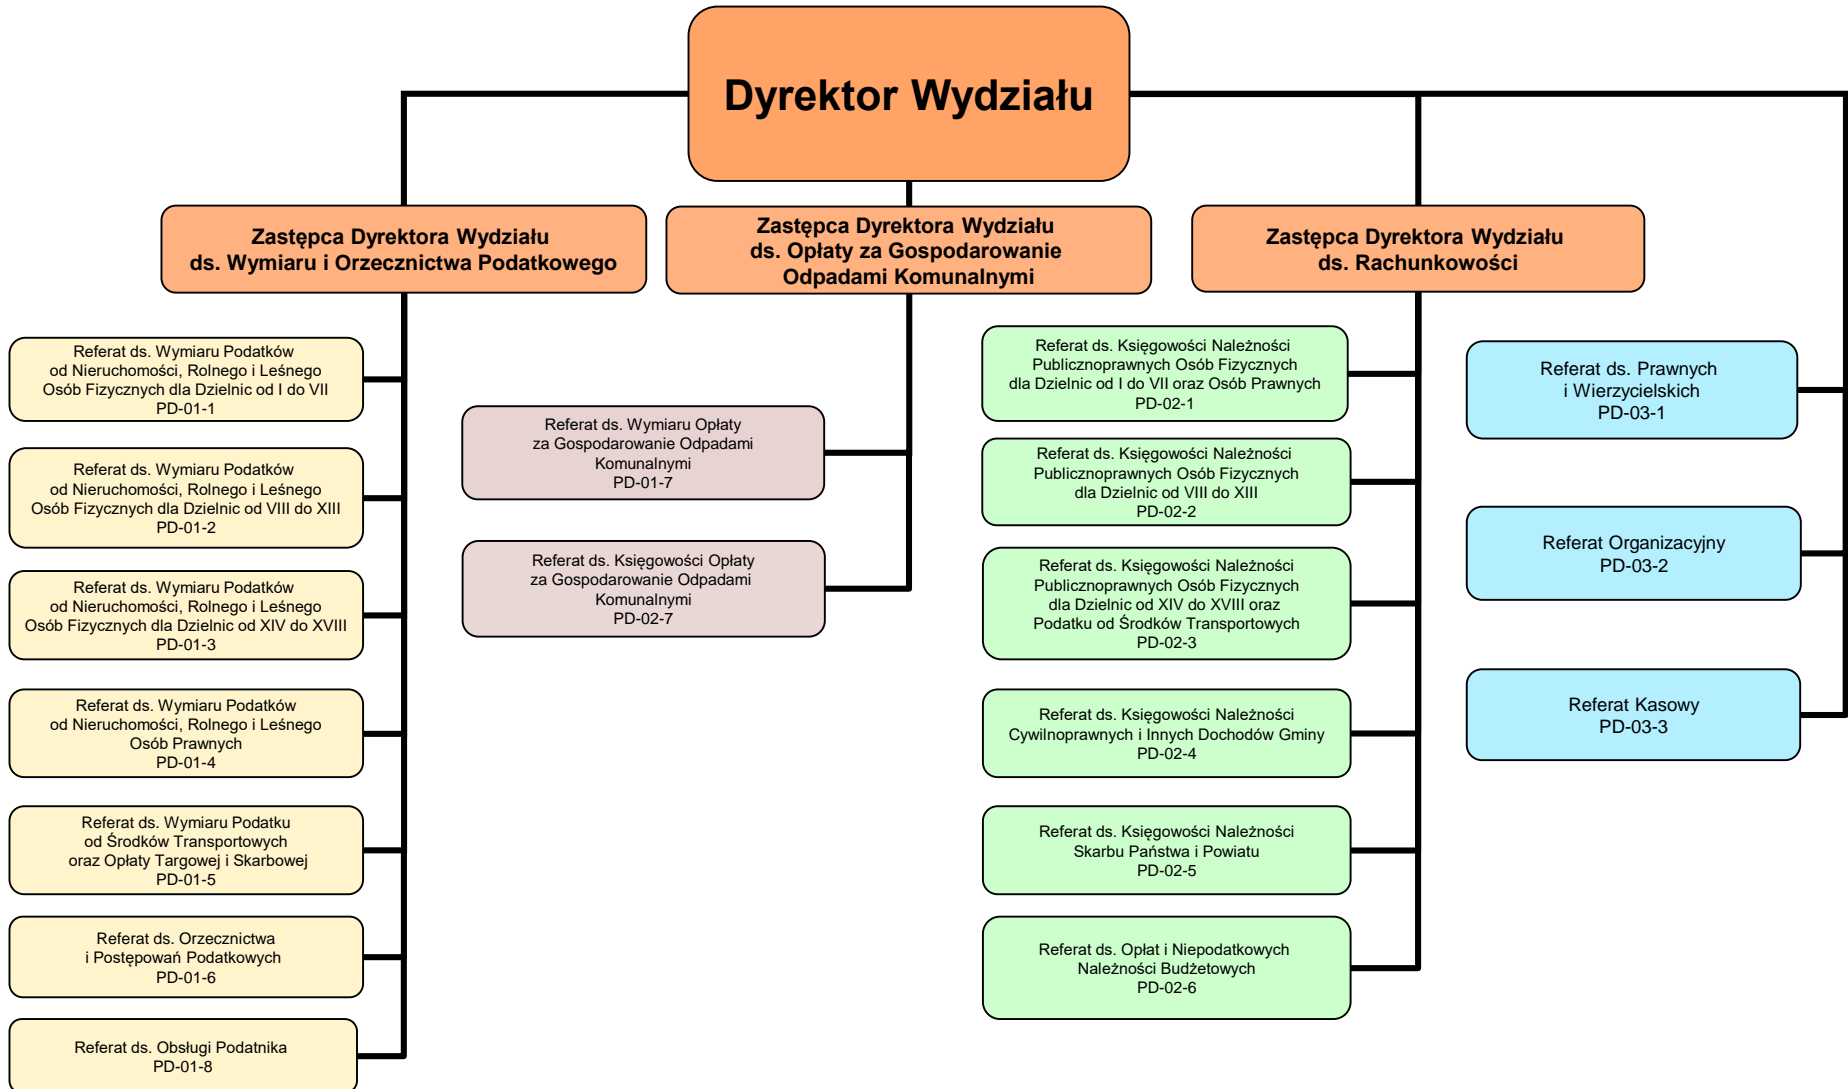 Dyrektor Wydziału
Zastępca Dyrektora Wydziału
ds. Wymiaru i Orzecznictwa Podatkowego
Zastępca Dyrektora Wydziału
ds. Opłaty za Gospodarowanie
Odpadami Komunalnymi
Zastępca Dyrektora Wydziału
ds. Rachunkowości
Referat ds. Wymiaru Podatków
od Nieruchomości, Rolnego i Leśnego
Osób Fizycznych dla Dzielnic od I do VII
PD-01-1
Referat ds. Wymiaru Podatków
od Nieruchomości, Rolnego i Leśnego
Osób Fizycznych dla Dzielnic od VIII do XIII
PD-01-2
Referat ds. Wymiaru Podatków
od Nieruchomości, Rolnego i Leśnego
Osób Fizycznych dla Dzielnic od XIV do XVIII
PD-01-3
Referat ds. Wymiaru Podatków
od Nieruchomości, Rolnego i Leśnego
Osób Prawnych
PD-01-4
Referat ds. Wymiaru Podatku
od Środków Transportowych
oraz Opłaty Targowej i Skarbowej
PD-01-5
Referat ds. Orzecznictwa
i Postępowań Podatkowych
PD-01-6
Referat ds. Obsługi Podatnika
PD-01-8
Referat ds. Wymiaru Opłaty
za Gospodarowanie Odpadami
Komunalnymi
PD-01-7
Referat ds. Księgowości Opłaty
za Gospodarowanie Odpadami
Komunalnymi
PD-02-7
Referat ds. Księgowości Należności
Publicznoprawnych Osób Fizycznych
dla Dzielnic od I do VII oraz Osób Prawnych
PD-02-1
Referat ds. Księgowości Należności
Publicznoprawnych Osób Fizycznych
dla Dzielnic od VIII do XIII
PD-02-2
Referat ds. Księgowości Należności
Publicznoprawnych Osób Fizycznych
dla Dzielnic od XIV do XVIII oraz
Podatku od Środków Transportowych
PD-02-3
Referat ds. Księgowości Należności
Cywilnoprawnych i Innych Dochodów Gminy
PD-02-4
Referat ds. Księgowości Należności
Skarbu Państwa i Powiatu
PD-02-5
Referat ds. Opłat i Niepodatkowych
Należności Budżetowych
PD-02-6
Referat ds. Prawnych
i Wierzycielskich
PD-03-1
Referat Organizacyjny
PD-03-2
Referat Kasowy
PD-03-3